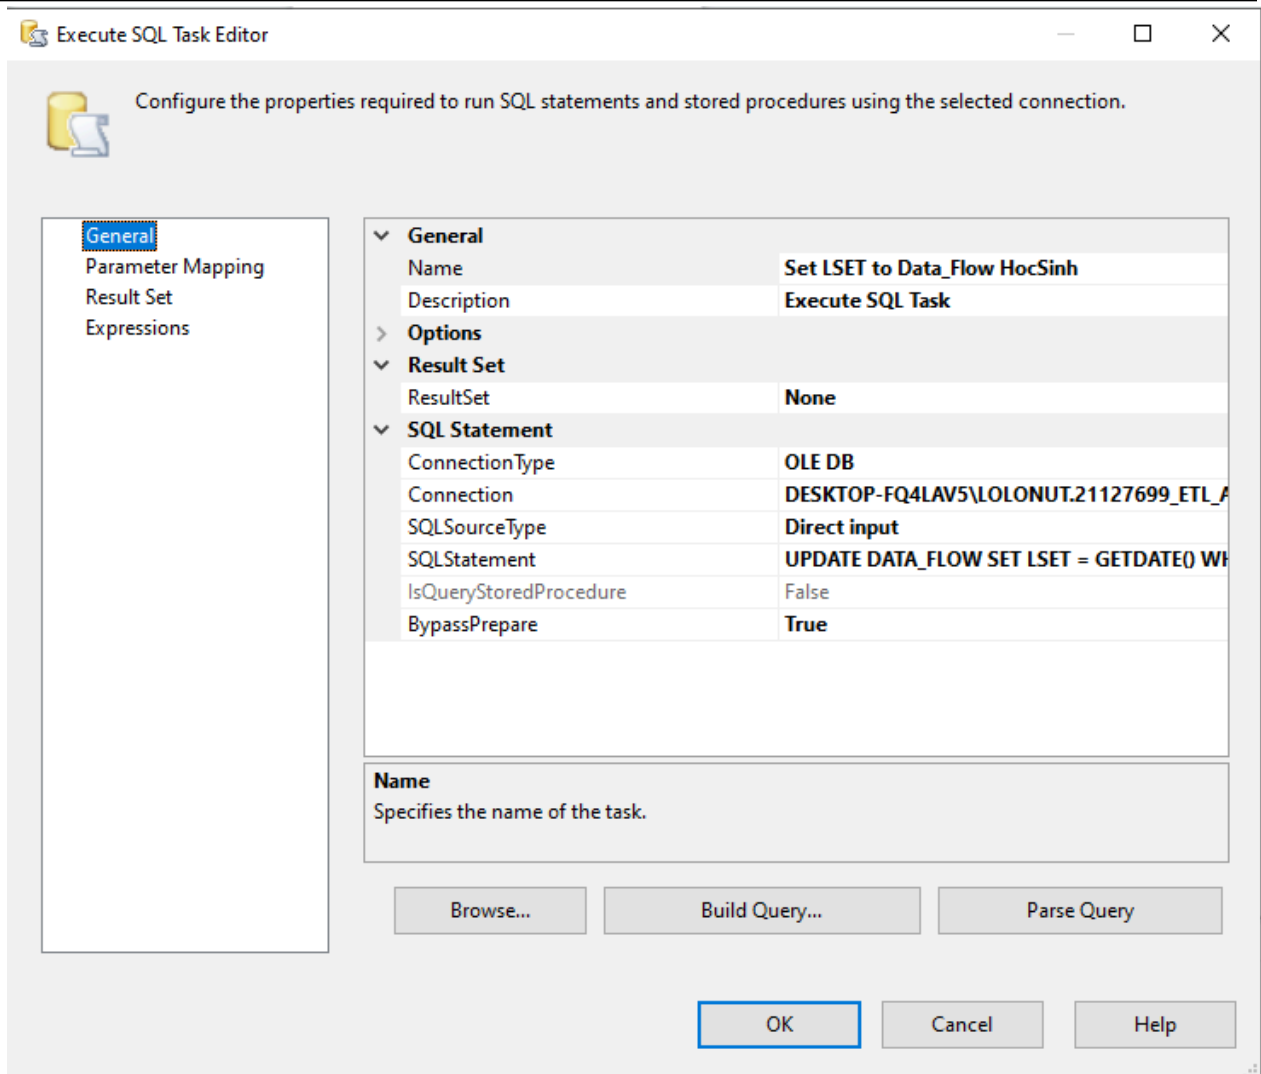 Execute SQL Task Editor
Configure the properties required to run SQL statements and stored procedures using the selected connection.
General
Parameter Mapping
Result Set
Expressions
General
Name Set LSET to Data_Flow HocSinh
Description Execute SQL Task
Options
Result Set
ResultSet None
SQL Statement
ConnectionType OLE DB
Connection DESKTOP-FQ4LAV5\LOLONUT.21127699_ETL_A
SQLSourceType Direct input
SQLStatement UPDATE DATA_FLOW SET LSET = GETDATE()
IsQueryStoredProcedure False
BypassPrepare True
Name
Specifies the name of the task.
Browse... Build Query... Parse Query
OK Cancel Help